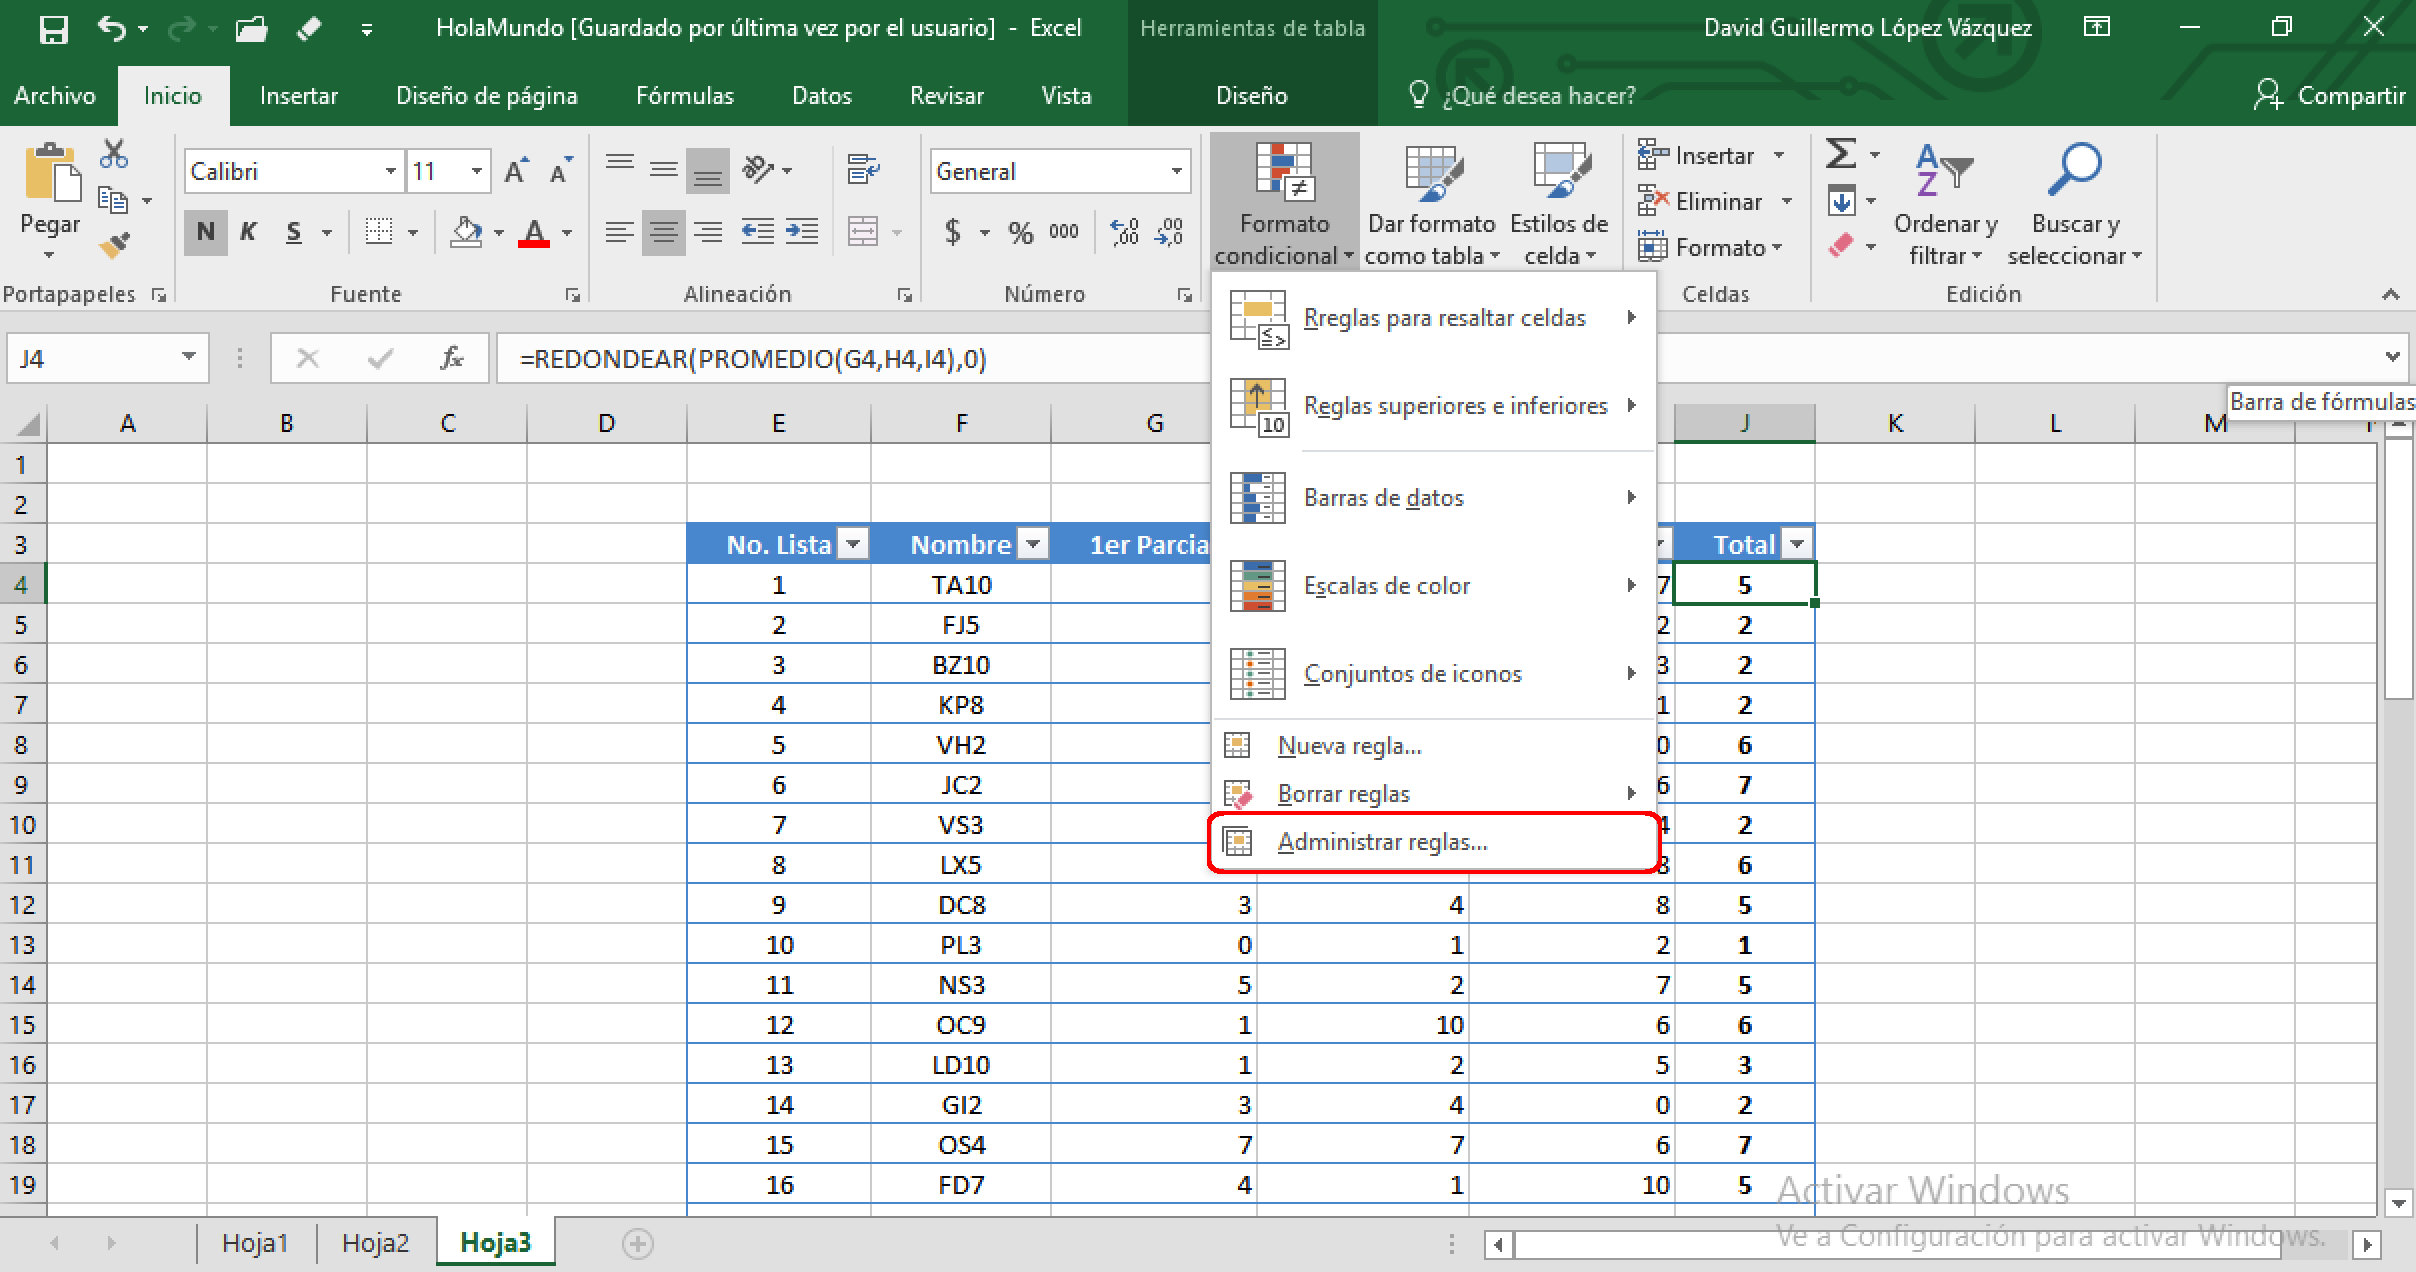 HolaMundo [Guardado por última vez por el usuario] - Excel
Herramientas de tabla
David Guillermo López Vázquez
Archivo Inicio Insertar Diseño de página Fórmulas Datos Revisar Vista Diseño ¿Qué desea hacer? Compartir
Pegar
Portapapeles
Calibri 11
N K S
Fuente
Alineación
General
$ % 000
Número
Formato condicional
Dar formato como tabla
Estilos de celda
Insertar
Eliminar
Formato
Celdas
Ordenar y filtrar
Buscar y seleccionar
Edición
J4 fx =REDONDEAR(PROMEDIO(G4,H4,I4),0)
Barra de fórmulas
Rreglas para resaltar celdas
Reglas superiores e inferiores
Barras de datos
Escalas de color
Conjuntos de iconos
Nueva regla...
Borrar reglas
Administrar reglas...
A B C D E F G J K L M
1
2
3 No. Lista Nombre 1er Parcia Total
4 1 TA10 7 5
5 2 FJ5 2 2
6 3 BZ10 3 2
7 4 KP8 1 2
8 5 VH2 0 6
9 6 JC2 6 7
10 7 VS3 4 2
11 8 LX5 8 6
12 9 DC8 3 4 8 5
13 10 PL3 0 1 2 1
14 11 NS3 5 2 7 5
15 12 OC9 1 10 6 6
16 13 LD10 1 2 5 3
17 14 GI2 3 4 0 2
18 15 OS4 7 7 6 7
19 16 FD7 4 1 10 5
Activar Windows
Ve a Configuración para activar Windows.
Hoja1 Hoja2 Hoja3